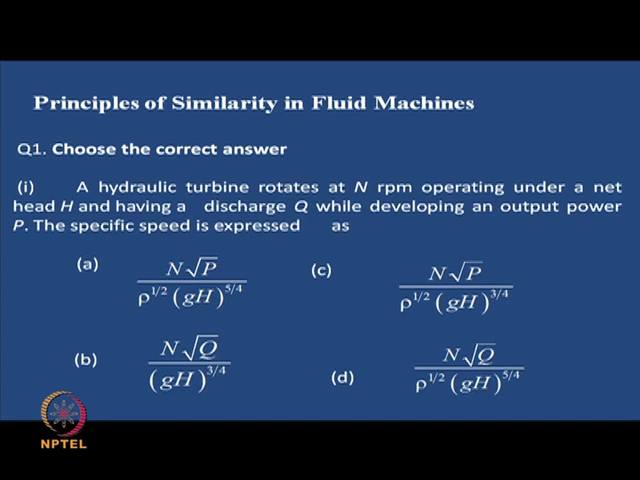 Principles of Similarity in Fluid Machines
Q1. Choose the correct answer
(i) A hydraulic turbine rotates at N rpm operating under a net
head H and having a discharge Q while developing an output power
P. The specific speed is expressed as
(a) N√P / ρ^1/2 (gH)^5/4
(c) N√P / ρ^1/2 (gH)^3/4
(b) N√Q / (gH)^3/4
(d) N√Q / ρ^1/2 (gH)^5/4
NPTEL